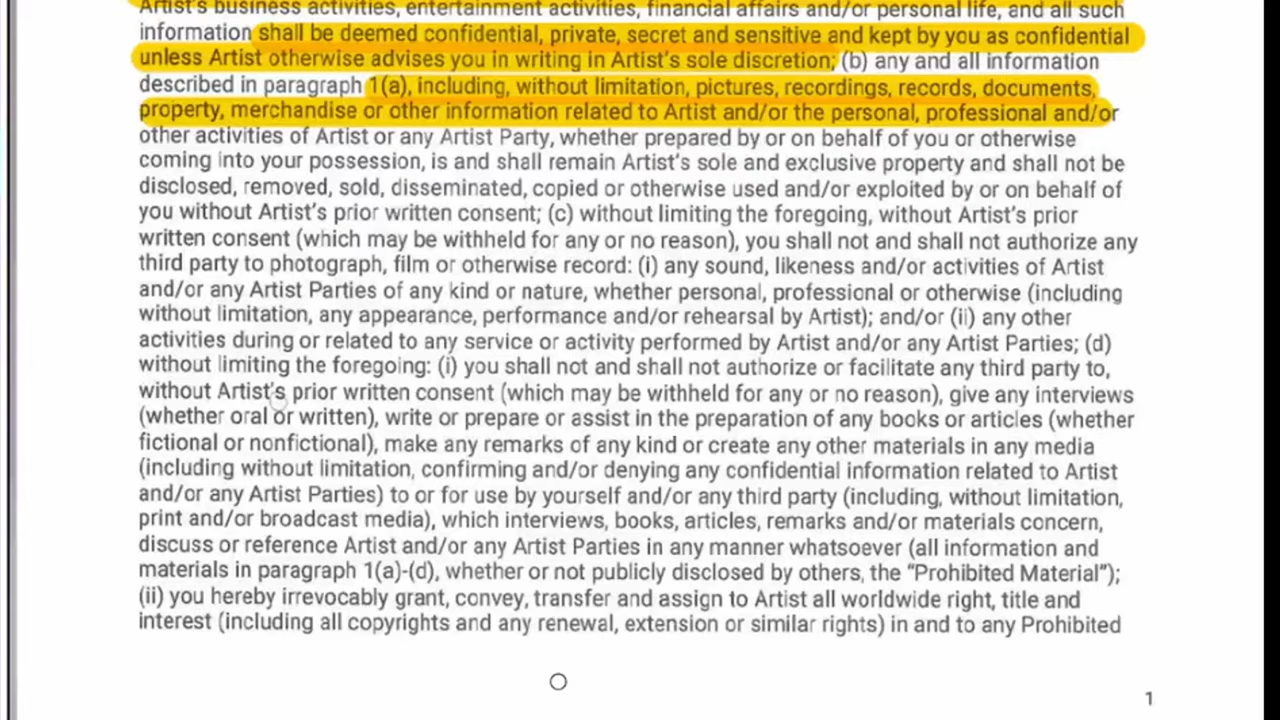 Artist's business activities, entertainment activities, financial affairs and/or personal life, and all such
information shall be deemed confidential, private, secret and sensitive and kept by you as confidential
unless Artist otherwise advises you in writing in Artist's sole discretion; (b) any and all information
described in paragraph 1(a), including, without limitation, pictures, recordings, records, documents,
property, merchandise or other information related to Artist and/or the personal, professional and/or
other activities of Artist or any Artist Party, whether prepared by or on behalf of you or otherwise
coming into your possession, is and shall remain Artist's sole and exclusive property and shall not be
disclosed, removed, sold, disseminated, copied or otherwise used and/or exploited by or on behalf of
you without Artist's prior written consent; (c) without limiting the foregoing, without Artist's prior
written consent (which may be withheld for any or no reason), you shall not and shall not authorize any
third party to photograph, film or otherwise record: (i) any sound, likeness and/or activities of Artist
and/or any Artist Parties of any kind or nature, whether personal, professional or otherwise (including
without limitation, any appearance, performance and/or rehearsal by Artist); and/or (ii) any other
activities during or related to any service or activity performed by Artist and/or any Artist Parties; (d)
without limiting the foregoing: (i) you shall not and shall not authorize or facilitate any third party to,
without Artist's prior written consent (which may be withheld for any or no reason), give any interviews
(whether oral or written), write or prepare or assist in the preparation of any books or articles (whether
fictional or nonfictional), make any remarks of any kind or create any other materials in any media
(including without limitation, confirming and/or denying any confidential information related to Artist
and/or any Artist Parties) to or for use by yourself and/or any third party (including, without limitation,
print and/or broadcast media), which interviews, books, articles, remarks and/or materials concern,
discuss or reference Artist and/or any Artist Parties in any manner whatsoever (all information and
materials in paragraph 1(a)-(d), whether or not publicly disclosed by others, the "Prohibited Material");
(ii) you hereby irrevocably grant, convey, transfer and assign to Artist all worldwide right, title and
interest (including all copyrights and any renewal, extension or similar rights) in and to any Prohibited
1